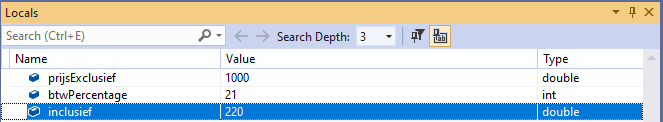 Locals
Search (Ctrl+E) Search Depth: 3
Name Value Type
prijsExclusief 1000 double
btwPercentage 21 int
inclusief 220 double